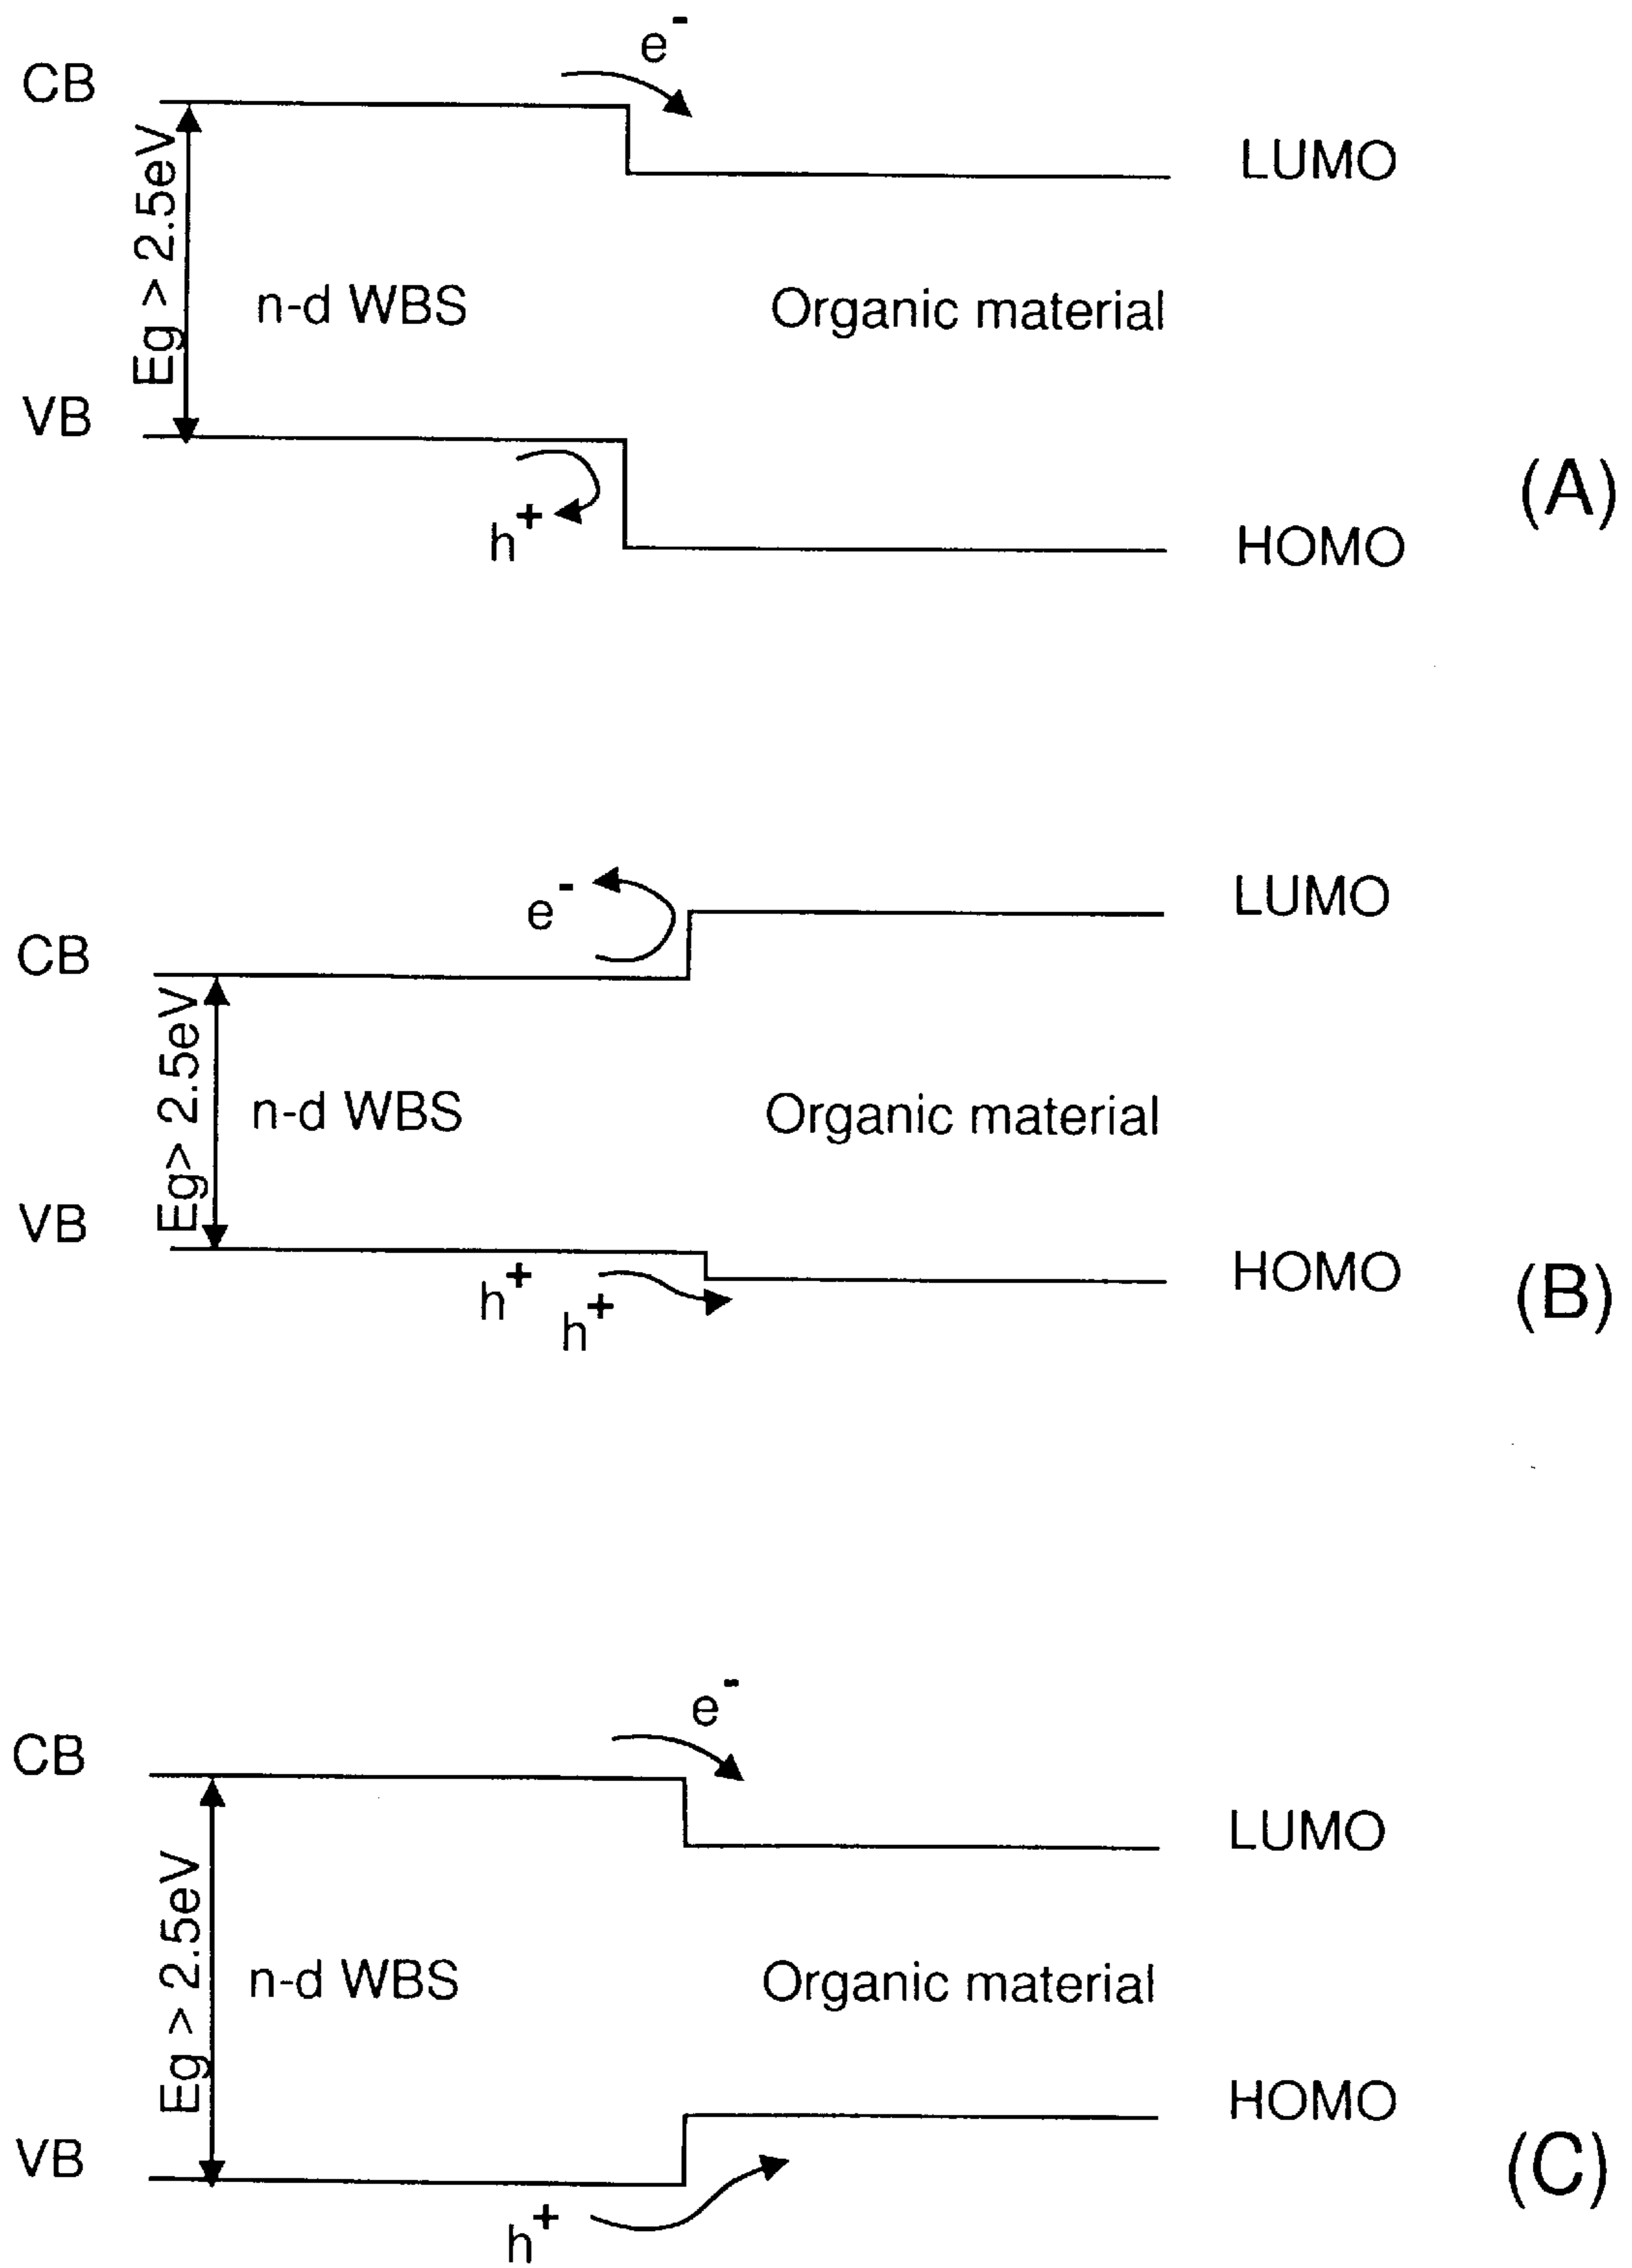 e-
CB
LUMO
Eg > 2.5eV
n-d WBS
Organic material
VB
h+
HOMO
(A)
LUMO
e-
CB
Eg> 2.5eV
n-d WBS
Organic material
VB
h+
h+
HOMO
(B)
e-
CB
LUMO
Eg > 2.5eV
n-d WBS
Organic material
HOMO
VB
h+
(C)